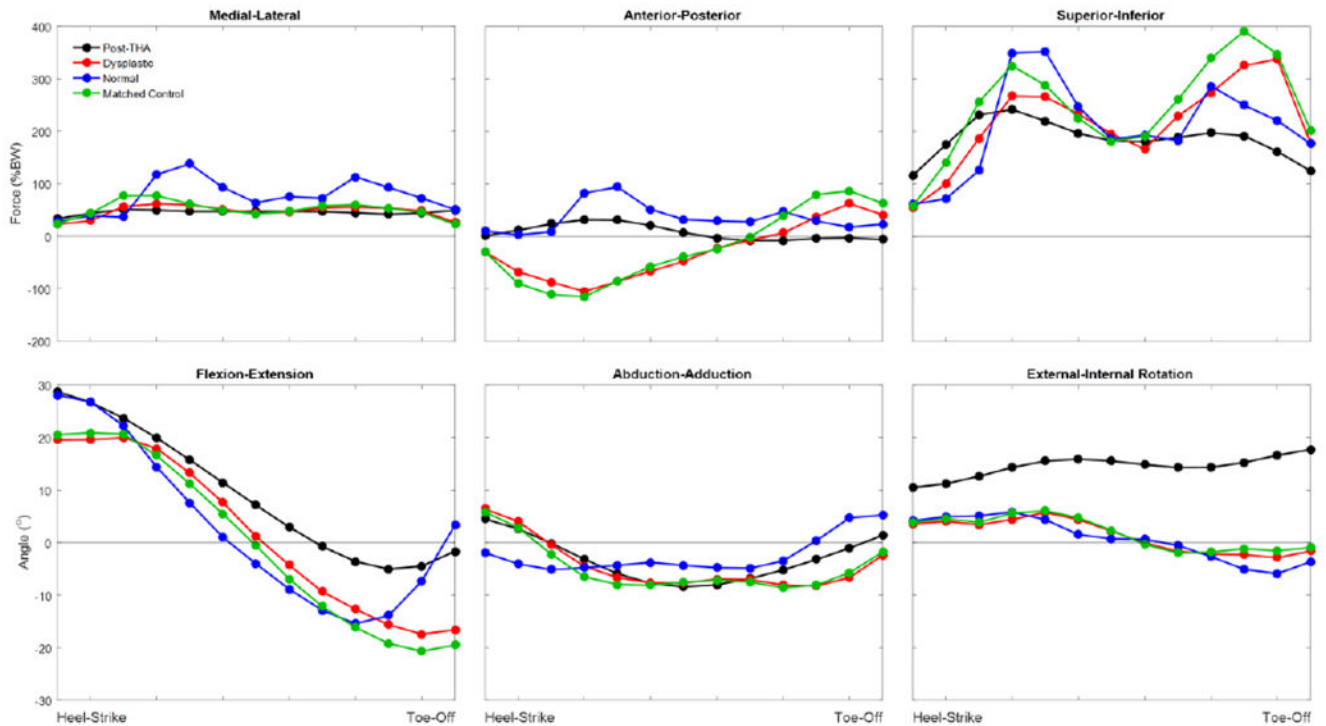 Medial-Lateral
Anterior-Posterior
Superior-Inferior
400
300
200
100
0
-100
-200
Force (%BW)
Post-THA
Dysplastic
Normal
Matched Control
Flexion-Extension
Abduction-Adduction
External-Internal Rotation
30
20
10
0
-10
-20
-30
Angle (°)
Heel-Strike
Toe-Off
Heel-Strike
Toe-Off
Heel-Strike
Toe-Off